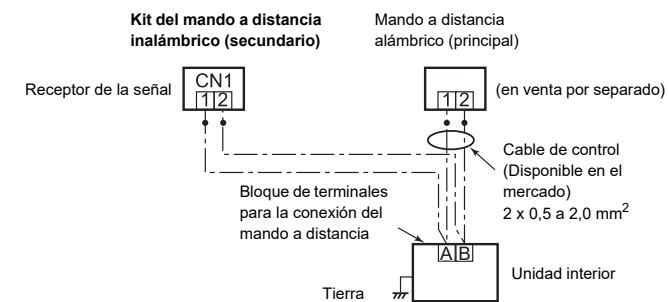 Kit del mando a distancia
inalámbrico (secundario)
Mando a distancia
alámbrico (principal)
Receptor de la señal
CN1
1 2
1 2
(en venta por separado)
Cable de control
(Disponible en el
mercado)
2 x 0,5 a 2,0 mm²
Bloque de terminales
para la conexión del
mando a distancia
A B
Unidad interior
Tierra